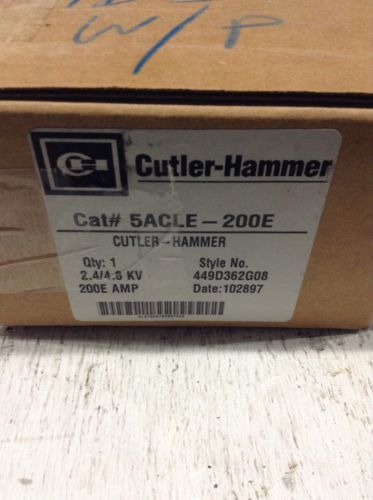 W/P
Cutler-Hammer
Cat# 5ACLE-200E
CUTLER-HAMMER
Qty: 1 Style No.
2.4/4.8 KV 449D362G08
200E AMP Date:102897